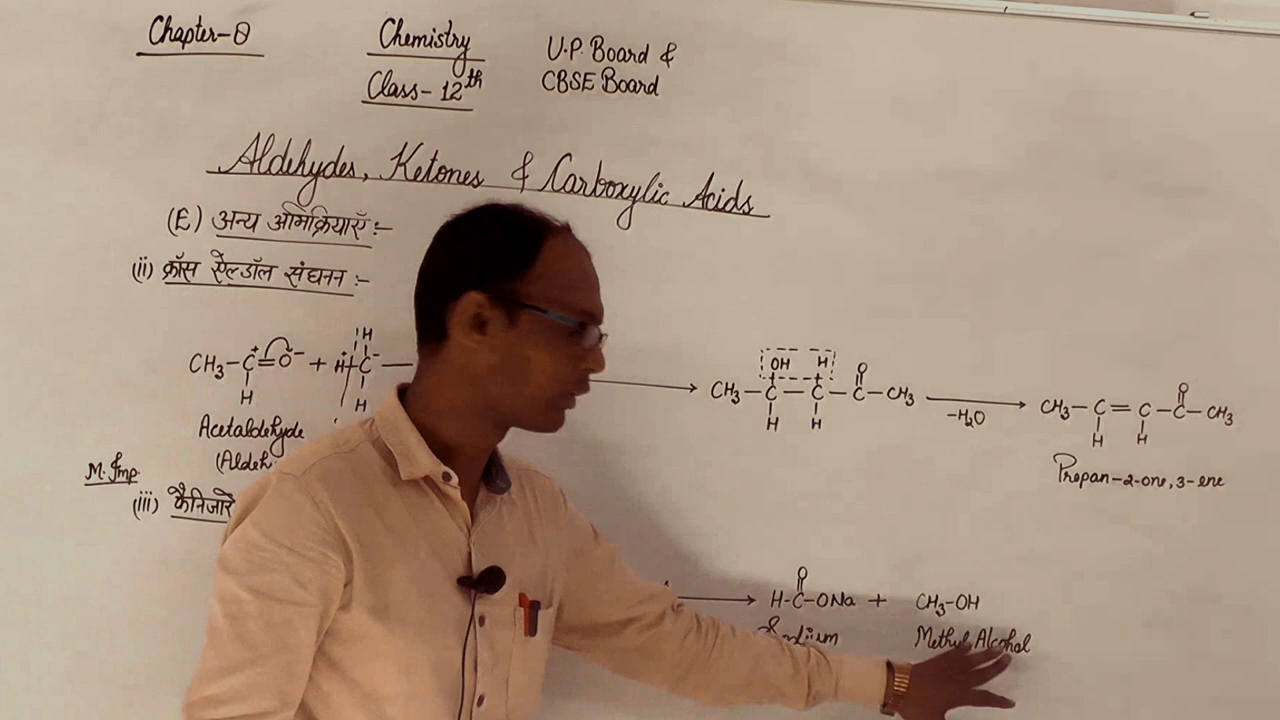 Chapter-8
Chemistry
Class-12th
U.P. Board &
CBSE Board
Aldehydes, Ketones & Carboxylic Acids
(E) अन्य अभिक्रियाएँ :-
(ii) क्रॉस ऐल्डॉल संघनन :-
CH3-C=O + H-C
H
H
H
Acetaldehyde
(Aldeh
OH H O
CH3-C-C-C-CH3
H H
-H2O
O
CH3-C=C-C-CH3
H H
Propan-2-one, 3-ene
M. Imp.
(iii) कैनिजारे
O
H-C-ONa + CH3-OH
Methyl Alcohol